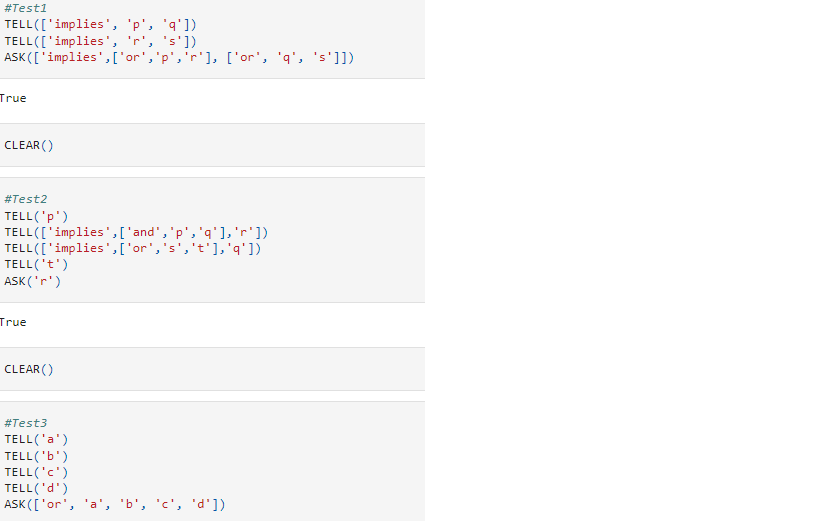 #Test1
TELL(['implies', 'p', 'q'])
TELL(['implies', 'r', 's'])
ASK(['implies',['or','p','r'], ['or', 'q', 's']])
True
CLEAR()
#Test2
TELL('p')
TELL(['implies',['and','p','q'],'r'])
TELL(['implies',['or','s','t'],'q'])
TELL('t')
ASK('r')
True
CLEAR()
#Test3
TELL('a')
TELL('b')
TELL('c')
TELL('d')
ASK(['or', 'a', 'b', 'c', 'd'])